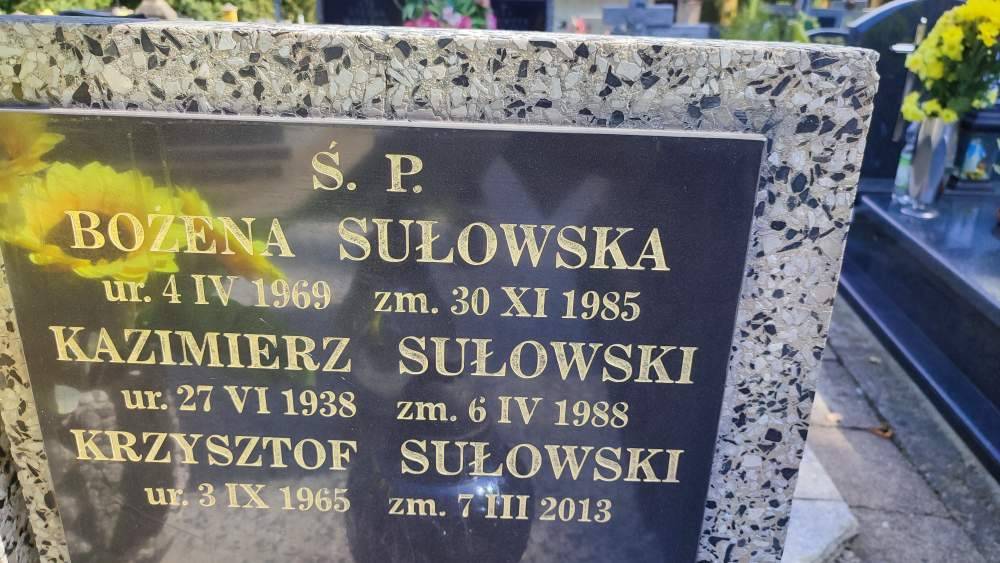 Ś. P.
BOŻENA SUŁOWSKA
ur. 4 IV 1969 zm. 30 XI 1985
KAZIMIERZ SUŁOWSKI
ur. 27 VI 1938 zm. 6 IV 1988
KRZYSZTOF SUŁOWSKI
ur. 3 IX 1965 zm. 7 III 2013